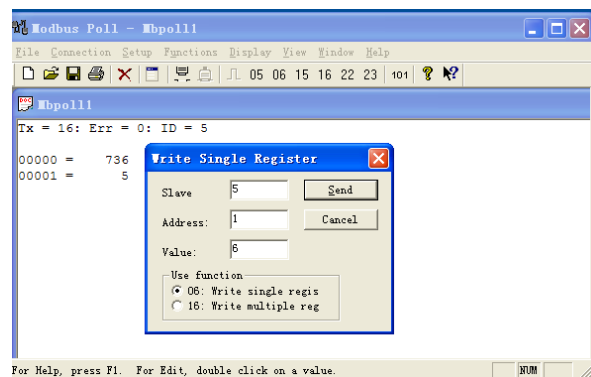 Modbus Poll - Mbpoll1
File Connection Setup Functions Display View Window Help
05 06 15 16 22 23 101
Mbpoll1
Tx = 16: Err = 0: ID = 5
00000 = 736
00001 = 5
Write Single Register
Slave 5 Send
Address: 1 Cancel
Value: 6
Use function
06: Write single regis
16: Write multiple reg
For Help, press F1. For Edit, double click on a value. NUM